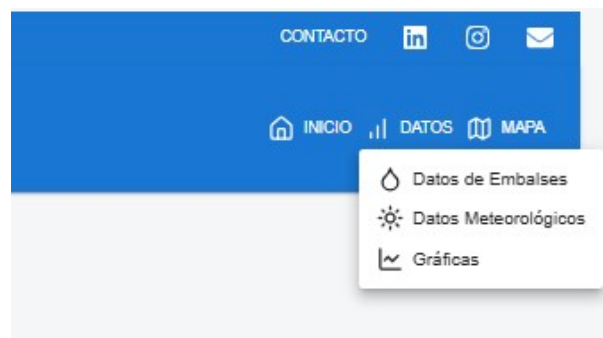 CONTACTO
INICIO DATOS MAPA
Datos de Embalses
Datos Meteorológicos
Gráficas